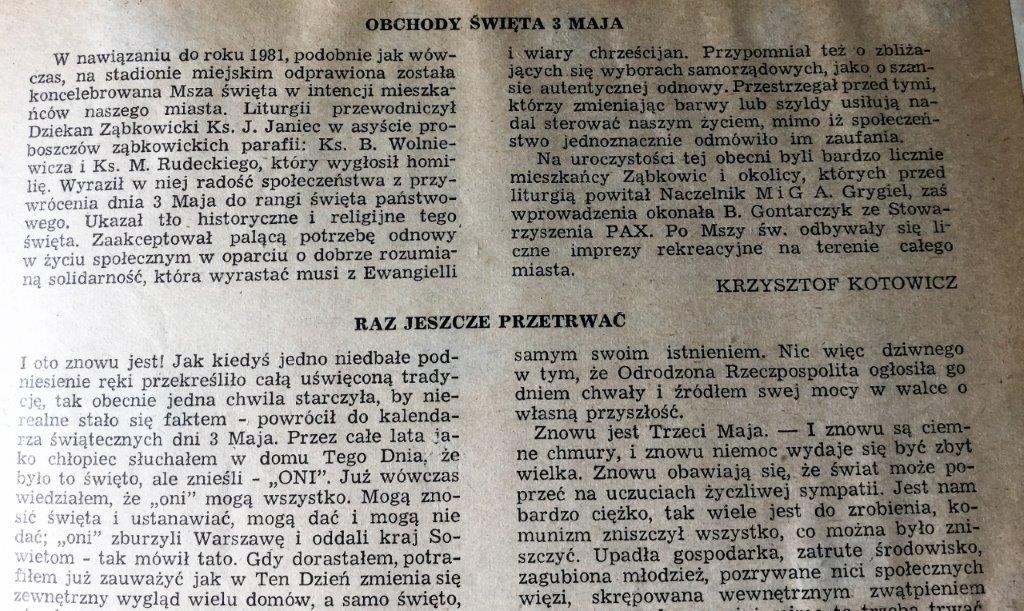 OBCHODY ŚWIĘTA 3 MAJA
W nawiązaniu do roku 1981, podobnie jak wów-
czas, na stadionie miejskim odprawiona została
koncelebrowana Msza święta w intencji mieszka-
ńców naszego miasta. Liturgii przewodniczył
Dziekan Ząbkowicki Ks. J. Janiec w asyście pro-
boszczów ząbkowickich parafii: Ks. B. Wolnie-
wicza i Ks. M. Rudeckiego, który wygłosił homi-
lię. Wyraził w niej radość społeczeństwa z przy-
wrócenia dnia 3 Maja do rangi święta państwo-
wego. Ukazał tło historyczne i religijne tego
święta. Zaakceptował palącą potrzebę odnowy
w życiu społecznym w oparciu o dobrze rozumia-
ną solidarność, która wyrastać musi z Ewangielli
i wiary chrześcijan. Przypomniał też o zbliża-
jących się wyborach samorządowych, jako o szan-
sie autentycznej odnowy. Przestrzegał przed tymi,
którzy zmieniając barwy lub szyldy usiłują na-
dal sterować naszym życiem, mimo iż społeczeń-
stwo jednoznacznie odmówiło im zaufania.
Na uroczystości tej obecni byli bardzo licznie
mieszkańcy Ząbkowic i okolicy, których przed
liturgią powitał Naczelnik M i G A. Grygiel, zaś
wprowadzenia okonała B. Gontarczyk ze Stowa-
rzyszenia PAX. Po Mszy św. odbywały się li-
czne imprezy rekreacyjne na terenie całego
miasta.
KRZYSZTOF KOTOWICZ
RAZ JESZCZE PRZETRWAĆ
I oto znowu jest! Jak kiedyś jedno niedbałe pod-
niesienie ręki przekreśliło całą uświęconą trady-
cję, tak obecnie jedna chwila starczyła, by nie-
realne stało się faktem - powrócił do kalenda-
rza świątecznych dni 3 Maja. Przez całe lata ja-
ko chłopiec słuchałem w domu Tego Dnia, że
było to święto, ale znieśli - „ONI”. Już wówczas
wiedziałem, że „oni” mogą wszystko. Mogą zno-
sić święta i ustanawiać, mogą dać i mogą nie
dać; „oni” zburzyli Warszawę i oddali kraj So-
wietom - tak mówił tato. Gdy dorastałem, potra-
fiłem już zauważyć jak w Ten Dzień zmienia się
zewnętrzny wygląd wielu domów, a samo święto,
samym swoim istnieniem. Nic więc dziwnego
w tym, że Odrodzona Rzeczpospolita ogłosiła go
dniem chwały i źródłem swej mocy w walce o
własną przyszłość.
Znowu jest Trzeci Maja. — I znowu są ciem-
ne chmury, i znowu niemoc wydaje się być zbyt
wielka. Znowu obawiają się, że świat może po-
przeć na uczuciach życzliwej sympatii. Jest nam
bardzo ciężko, tak wiele jest do zrobienia, ko-
munizm zniszczył wszystko, co można było zni-
szczyć. Upadła gospodarka, zatrute środowisko,
zagubiona młodzież, pozrywane nici społecznych
więzi, skrępowana wewnętrznym zwątpieniem